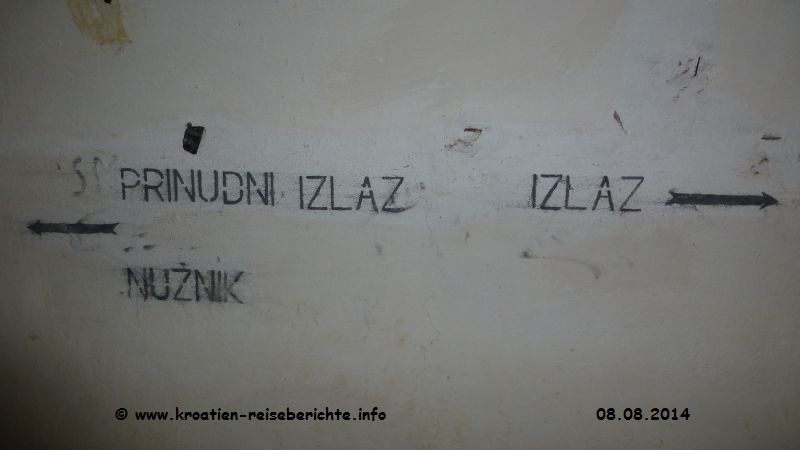 PRINUDNI IZLAZ IZLAZ
NUŽNIK
© www.kroatien-reiseberichte.info 08.08.2014